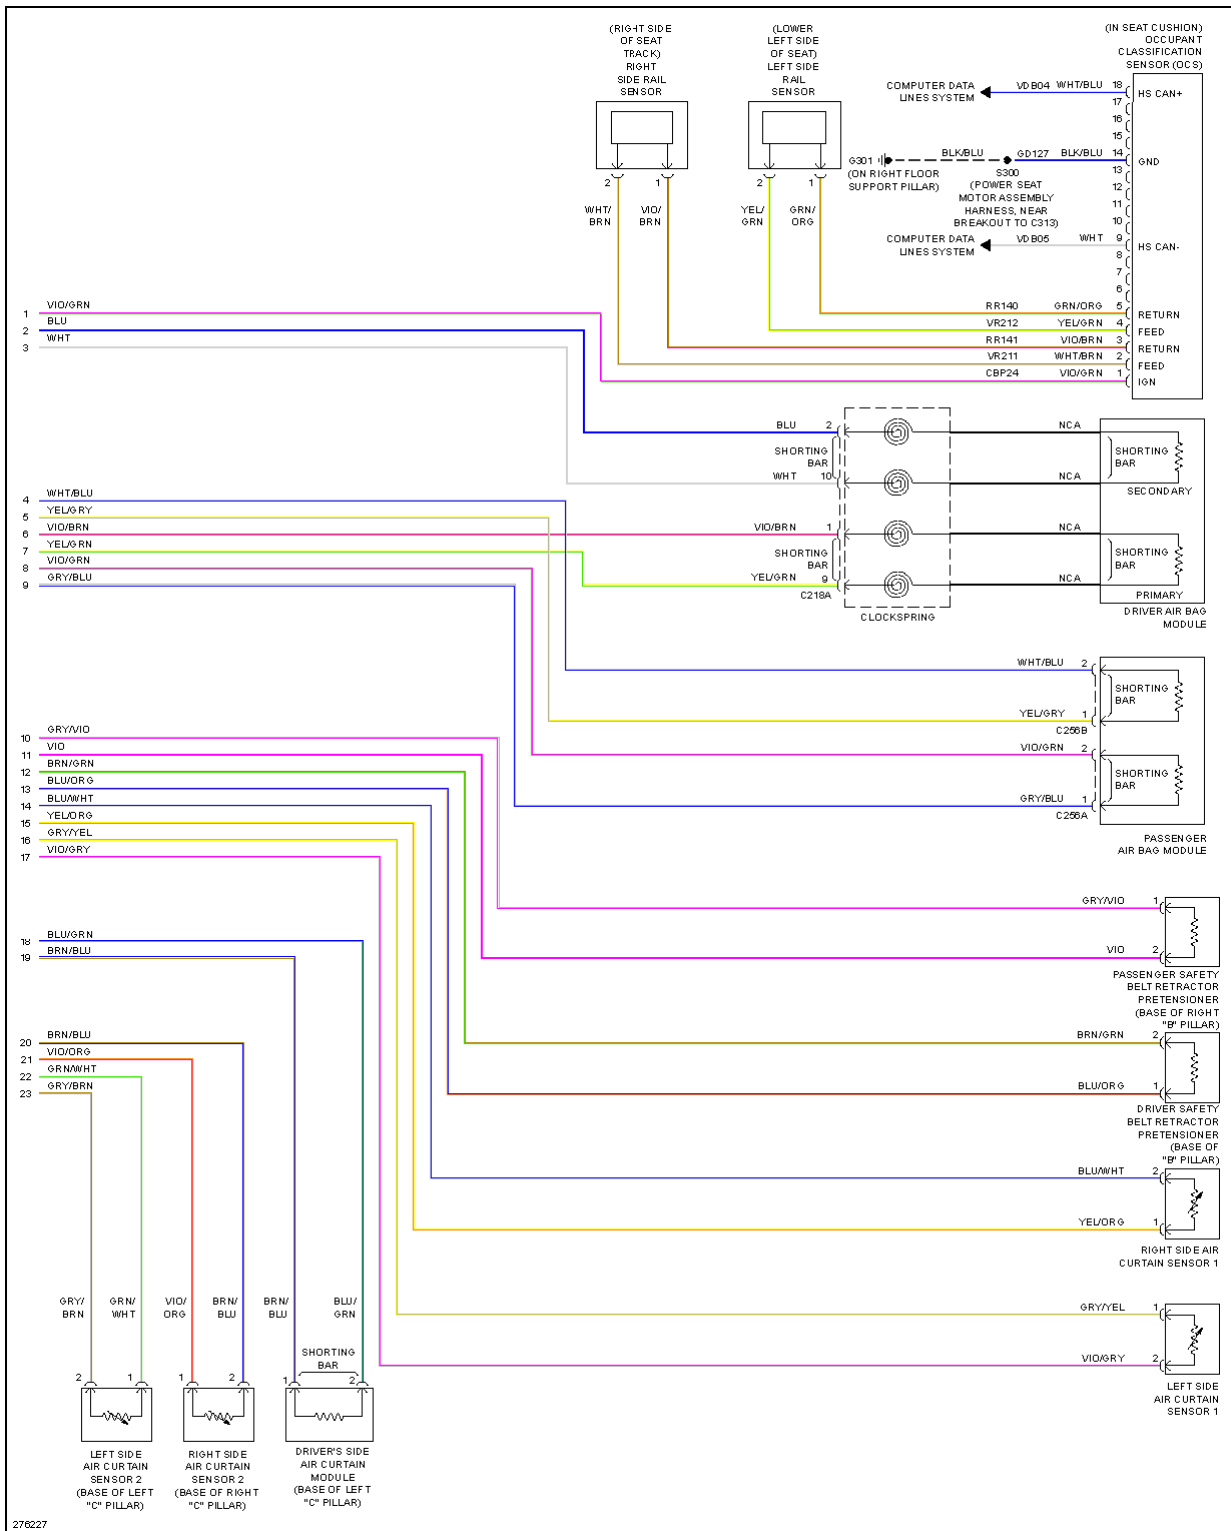 (RIGHT SIDE
OF SEAT
TRACK)
RIGHT
SIDE RAIL
SENSOR
(LOWER
LEFT SIDE
OF SEAT)
LEFT SIDE
RAIL
SENSOR
(IN SEAT CUSHION)
OCCUPANT
CLASSIFICATION
SENSOR (OCS)
COMPUTER DATA
LINES SYSTEM
VDB04 WHT/BLU 18 HS CAN+
17
16
15
G301
(ON RIGHT FLOOR
SUPPORT PILLAR)
BLK/BLU
S300
(POWER SEAT
MOTOR ASSEMBLY
HARNESS, NEAR
BREAKOUT TO C313)
GD127 BLK/BLU 14 GND
13
12
11
10
COMPUTER DATA
LINES SYSTEM
VDB05 WHT 9 HS CAN-
8
7
6
RR140 GRN/ORG 5 RETURN
VR212 YEL/GRN 4 FEED
RR141 VIO/BRN 3 RETURN
VR211 WHT/BRN 2 FEED
CBP24 VIO/GRN 1 IGN
2 1
WHT/
BRN
VIO/
BRN
2 1
YEL/
GRN
GRN/
ORG
1 VIO/GRN
2 BLU
3 WHT
BLU 2
SHORTING
BAR
WHT 10
VIO/BRN 1
SHORTING
BAR
YEL/GRN 9
C218A
CLOCKSPRING
NCA
NCA
NCA
NCA
SHORTING
BAR
SECONDARY
SHORTING
BAR
PRIMARY
DRIVER AIR BAG
MODULE
4 WHT/BLU
5 YEL/GRY
6 VIO/BRN
7 YEL/GRN
8 VIO/GRN
9 GRY/BLU
WHT/BLU 2
SHORTING
BAR
YEL/GRY 1
C256B
VIO/GRN 2
SHORTING
BAR
GRY/BLU 1
C256A
PASSENGER
AIR BAG MODULE
10 GRY/VIO
11 VIO
12 BRN/GRN
13 BLU/ORG
14 BLU/WHT
15 YEL/ORG
16 GRY/YEL
17 VIO/GRY
GRY/VIO 1
VIO 2
PASSENGER SAFETY
BELT RETRACTOR
PRETENSIONER
(BASE OF RIGHT
"B" PILLAR)
18 BLU/GRN
19 BRN/BLU
20 BRN/BLU
21 VIO/ORG
22 GRN/WHT
23 GRY/BRN
BRN/GRN 2
BLU/ORG 1
DRIVER SAFETY
BELT RETRACTOR
PRETENSIONER
(BASE OF
"B" PILLAR)
BLU/WHT 2
YEL/ORG 1
RIGHT SIDE AIR
CURTAIN SENSOR 1
GRY/YEL 1
VIO/GRY 2
LEFT SIDE
AIR CURTAIN
SENSOR 1
GRY/
BRN
GRN/
WHT
VIO/
ORG
BRN/
BLU
BRN/
BLU
BLU/
GRN
SHORTING
BAR
2 1 1 2 1 2
LEFT SIDE
AIR CURTAIN
SENSOR 2
(BASE OF LEFT
"C" PILLAR)
RIGHT SIDE
AIR CURTAIN
SENSOR 2
(BASE OF RIGHT
"C" PILLAR)
DRIVER'S SIDE
AIR CURTAIN
MODULE
(BASE OF LEFT
"C" PILLAR)
276227